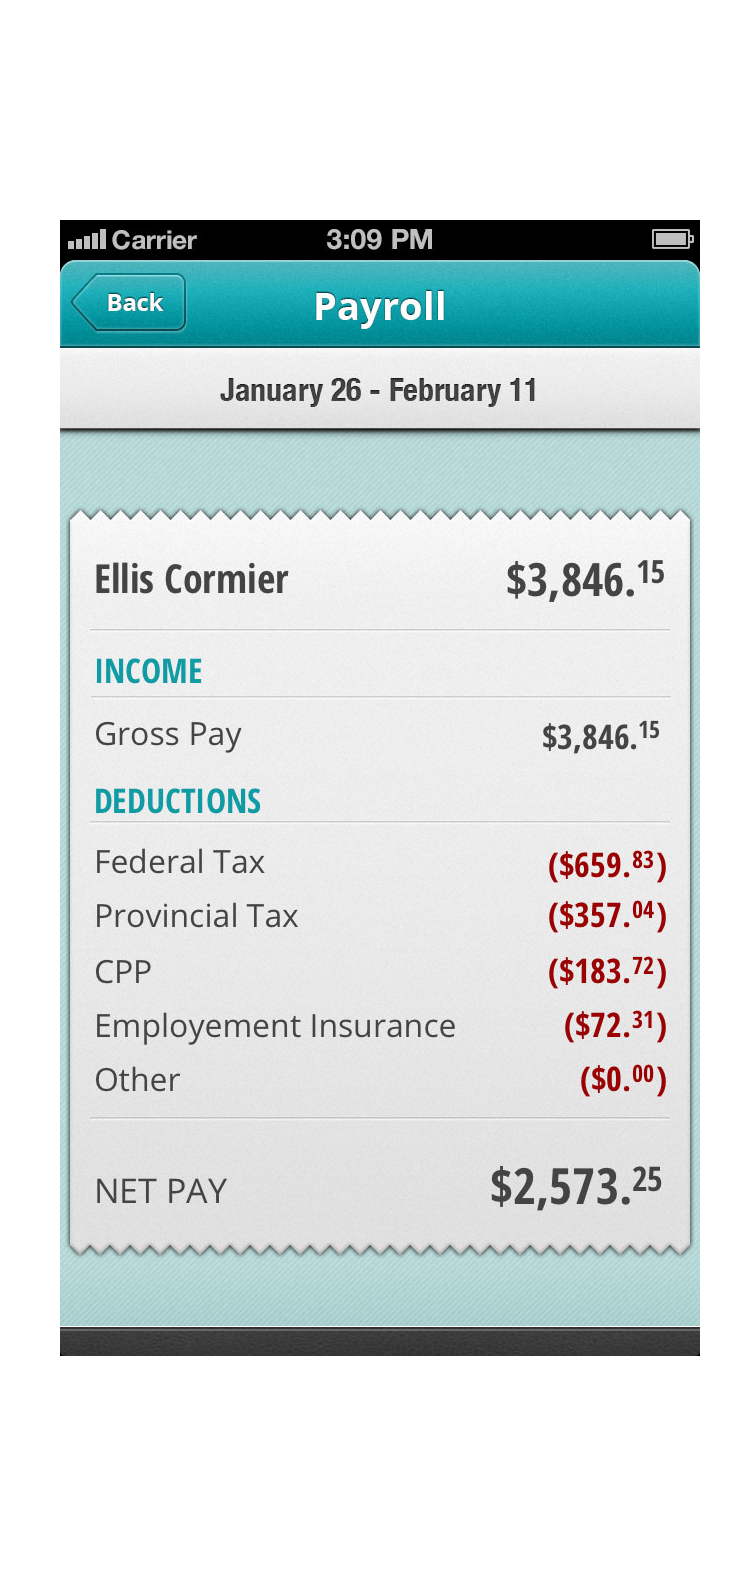 Carrier 3:09 PM
Back Payroll
January 26 - February 11
Ellis Cormier $3,846.15
INCOME
Gross Pay $3,846.15
DEDUCTIONS
Federal Tax ($659.83)
Provincial Tax ($357.04)
CPP ($183.72)
Employement Insurance ($72.31)
Other ($0.00)
NET PAY $2,573.25